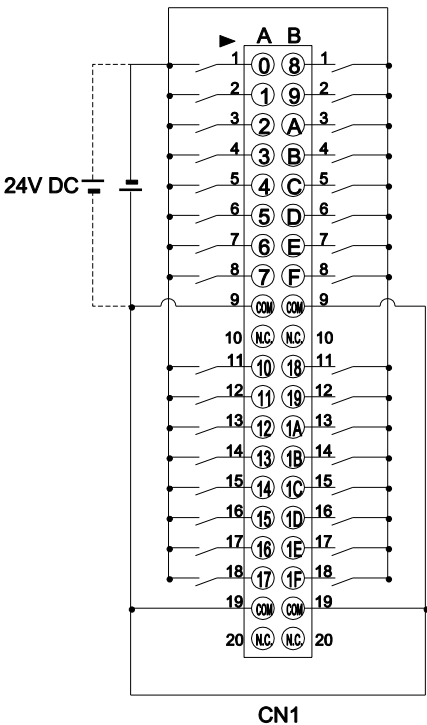 A B
1 0 8 1
2 1 9 2
3 2 A 3
4 3 B 4
24V DC
5 4 C 5
6 5 D 6
7 6 E 7
8 7 F 8
9 COM COM 9
10 N.C. N.C. 10
11 10 18 11
12 11 19 12
13 12 1A 13
14 13 1B 14
15 14 1C 15
16 15 1D 16
17 16 1E 17
18 17 1F 18
19 COM COM 19
20 N.C. N.C. 20
CN1